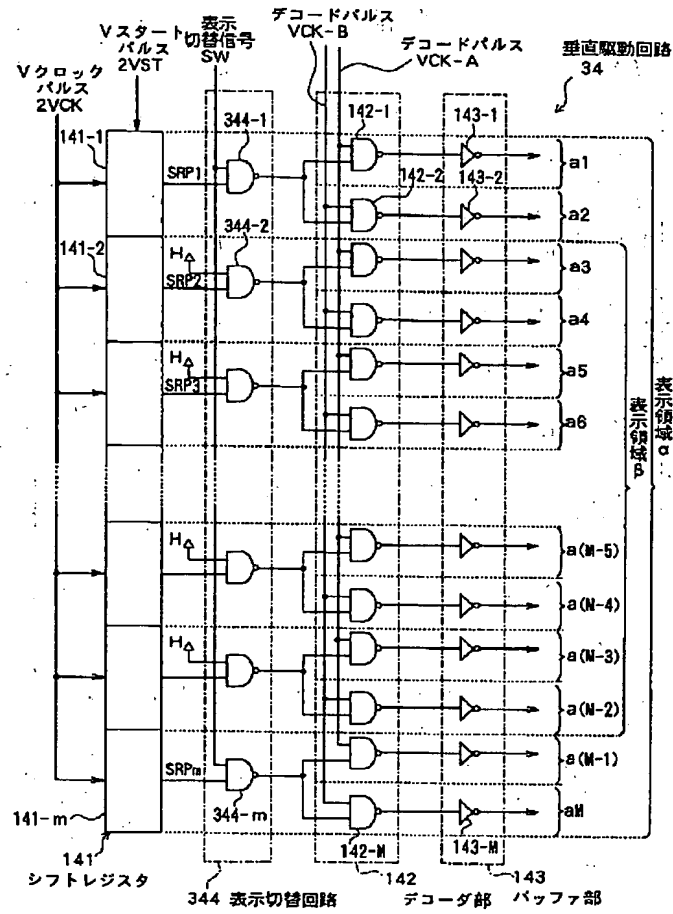 Vスタート
パルス
2VST
表示
切替信号
SW
デコードパルス
VCK-B
デコードパルス
VCK-A
垂直駆動回路
34
Vクロック
パルス
2VCK
344-1
142-1
143-1
141-1
SRP1
a1
142-2
143-2
344-2
a2
141-2
H
SRP2
a3
a4
H
SRP3
a5
a6
表示領域β
表示領域α
H
a(M-5)
a(N-4)
H
a(N-3)
a(N-2)
SRPm
a(M-1)
344-m
aM
141-m
142-M
143-M
141
シフトレジスタ
344 表示切替回路
142
デコーダ部
143
バッファ部